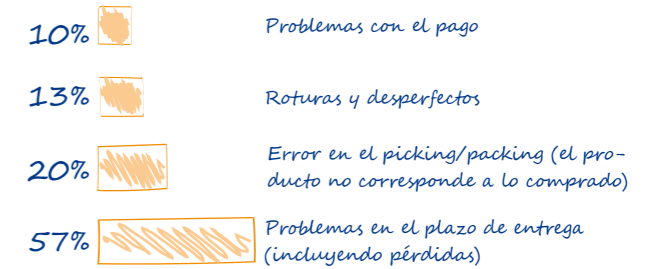 10% Problemas con el pago
13% Roturas y desperfectos
20% Error en el picking/packing (el pro-
ducto no corresponde a lo comprado)
57% Problemas en el plazo de entrega
(incluyendo pérdidas)